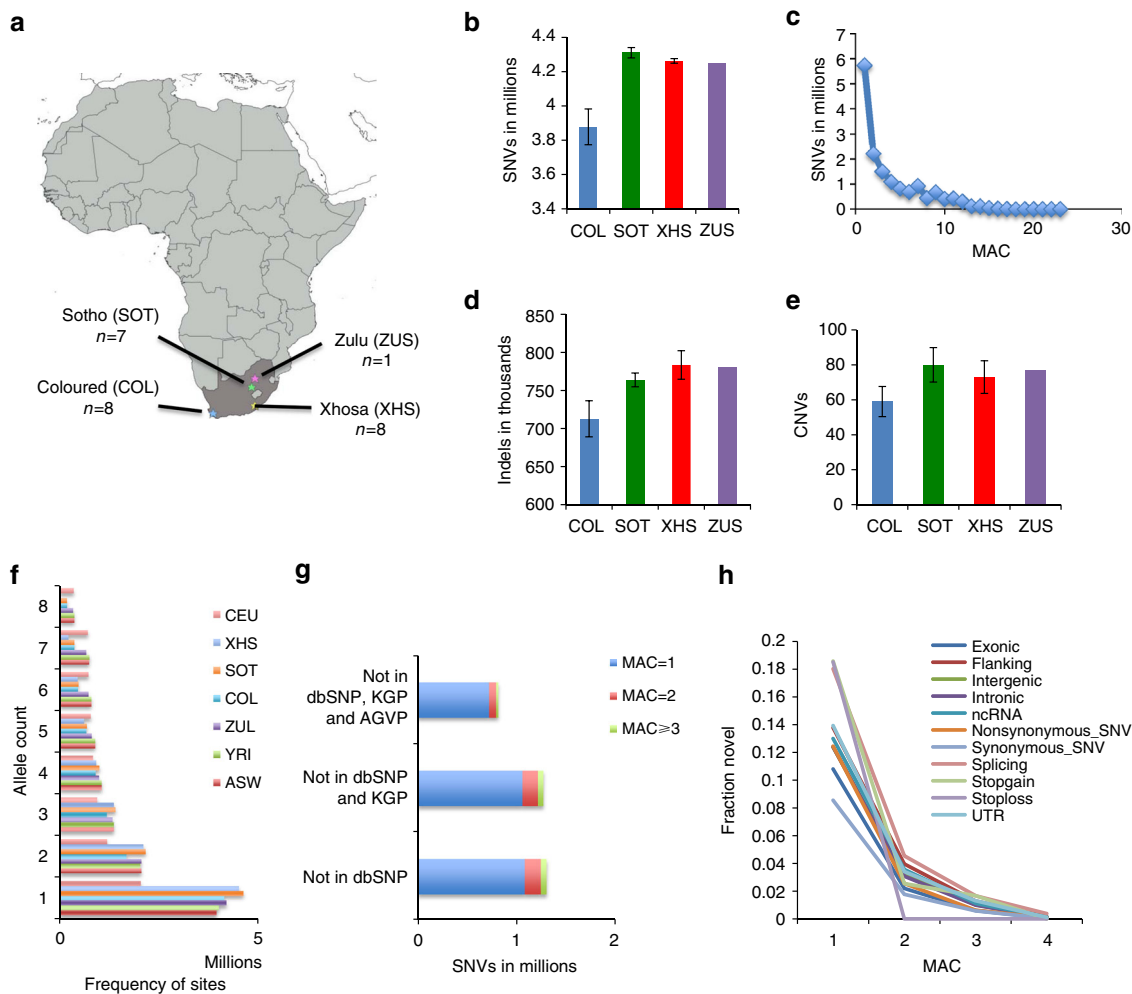 a
Sotho (SOT)
n=7
Zulu (ZUS)
n=1
Coloured (COL)
n=8
Xhosa (XHS)
n=8
b
SNVs in millions
4.4
4.2
4
3.8
3.6
3.4
COL SOT XHS ZUS
c
SNVs in millions
7
6
5
4
3
2
1
0
0 10 20 30
MAC
d
Indels in thousands
850
800
750
700
650
600
COL SOT XHS ZUS
e
CNVs
100
80
60
40
20
0
COL SOT XHS ZUS
f
Allele count
8
7
6
5
4
3
2
1
CEU
XHS
SOT
COL
ZUL
YRI
ASW
0 5
Millions
Frequency of sites
g
Not in
dbSNP, KGP
and AGVP
Not in dbSNP
and KGP
Not in dbSNP
MAC=1
MAC=2
MAC⩾3
0 1 2
SNVs in millions
h
Fraction novel
0.2
0.18
0.16
0.14
0.12
0.1
0.08
0.06
0.04
0.02
0
Exonic
Flanking
Intergenic
Intronic
ncRNA
Nonsynonymous_SNV
Synonymous_SNV
Splicing
Stopgain
Stoploss
UTR
1 2 3 4
MAC